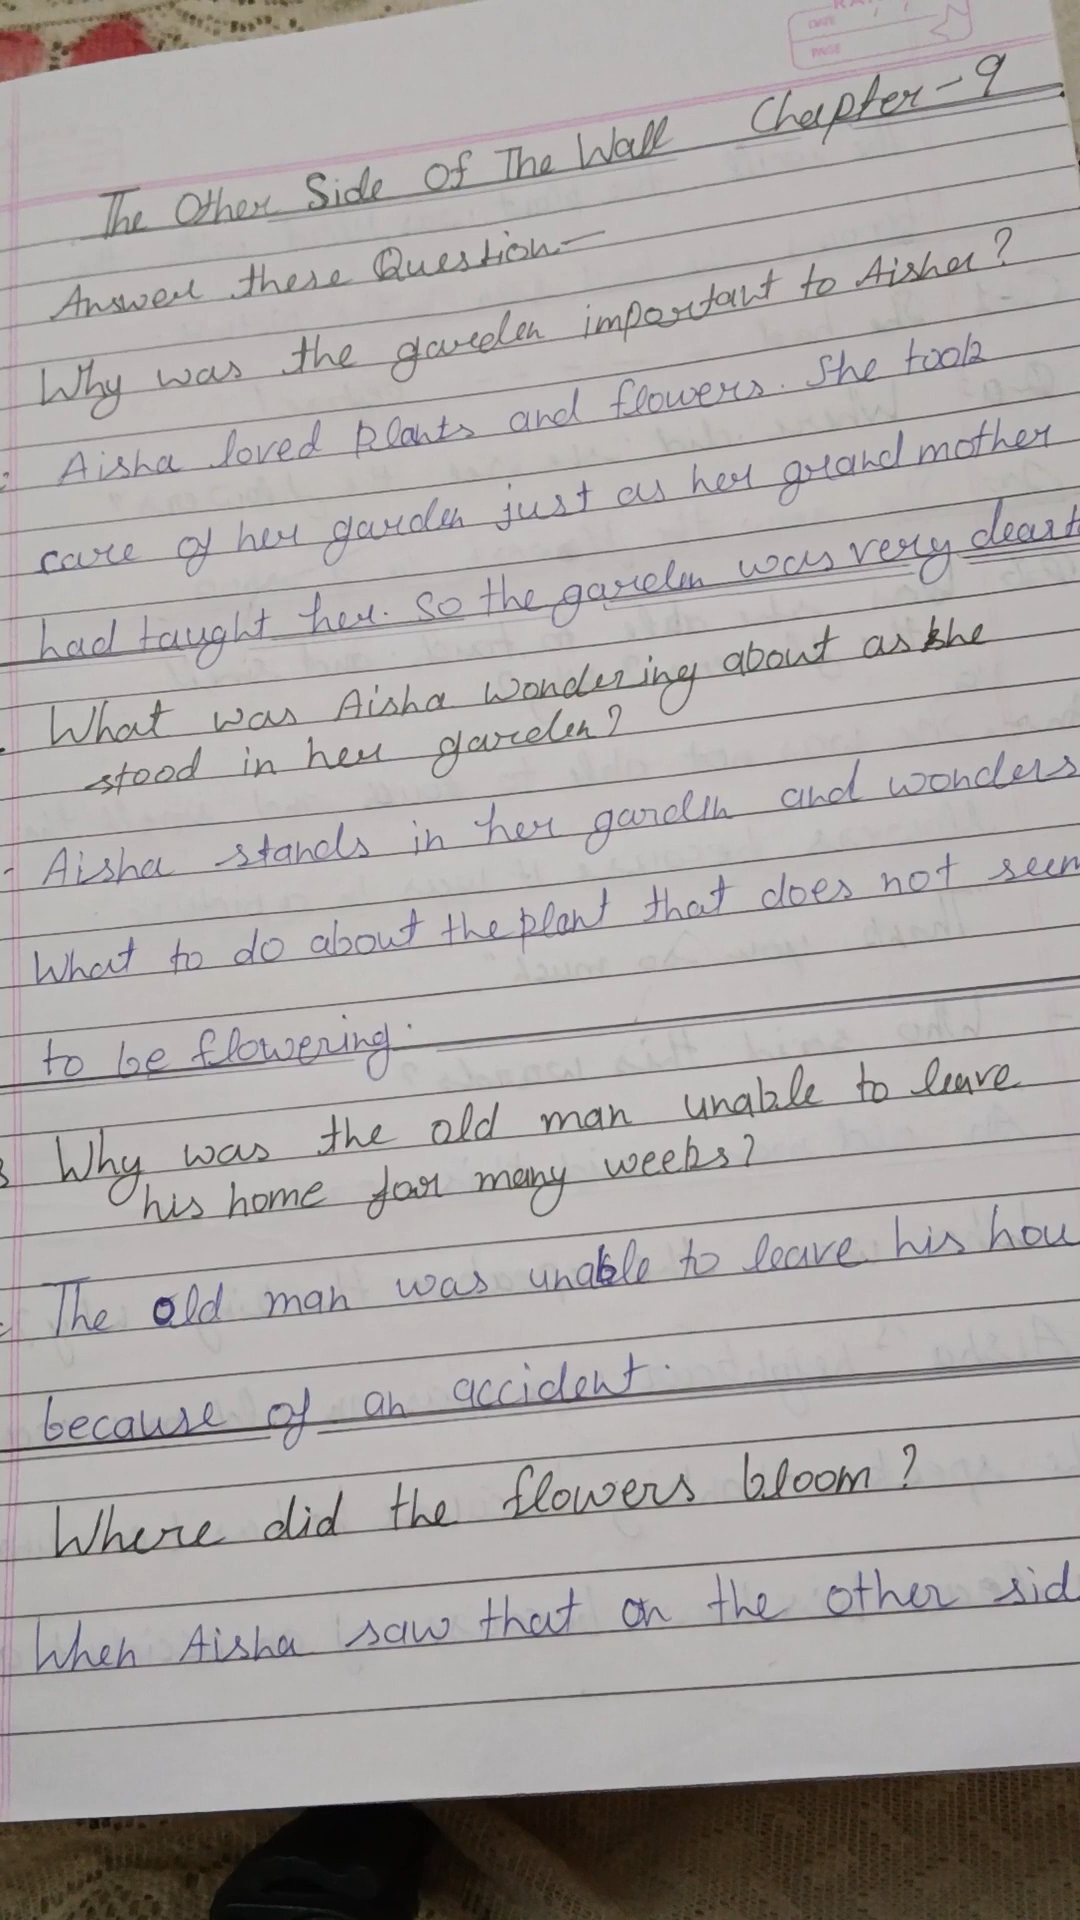 DATE
PAGE
The Other Side Of The Wall Chapter-9
Answer these Question-
Why was the garden important to Aisha?
Aisha loved plants and flowers. She took
care of her garden just as her grandmother
had taught her. So the garden was very dear
What was Aisha wondering about as she
stood in her garden?
Aisha stands in her garden and wonders
What to do about the plant that does not seem
to be flowering.
Why was the old man unable to leave
his home for many weeks?
The old man was unable to leave his hou
because of an accident.
Where did the flowers bloom?
When Aisha saw that on the other sid